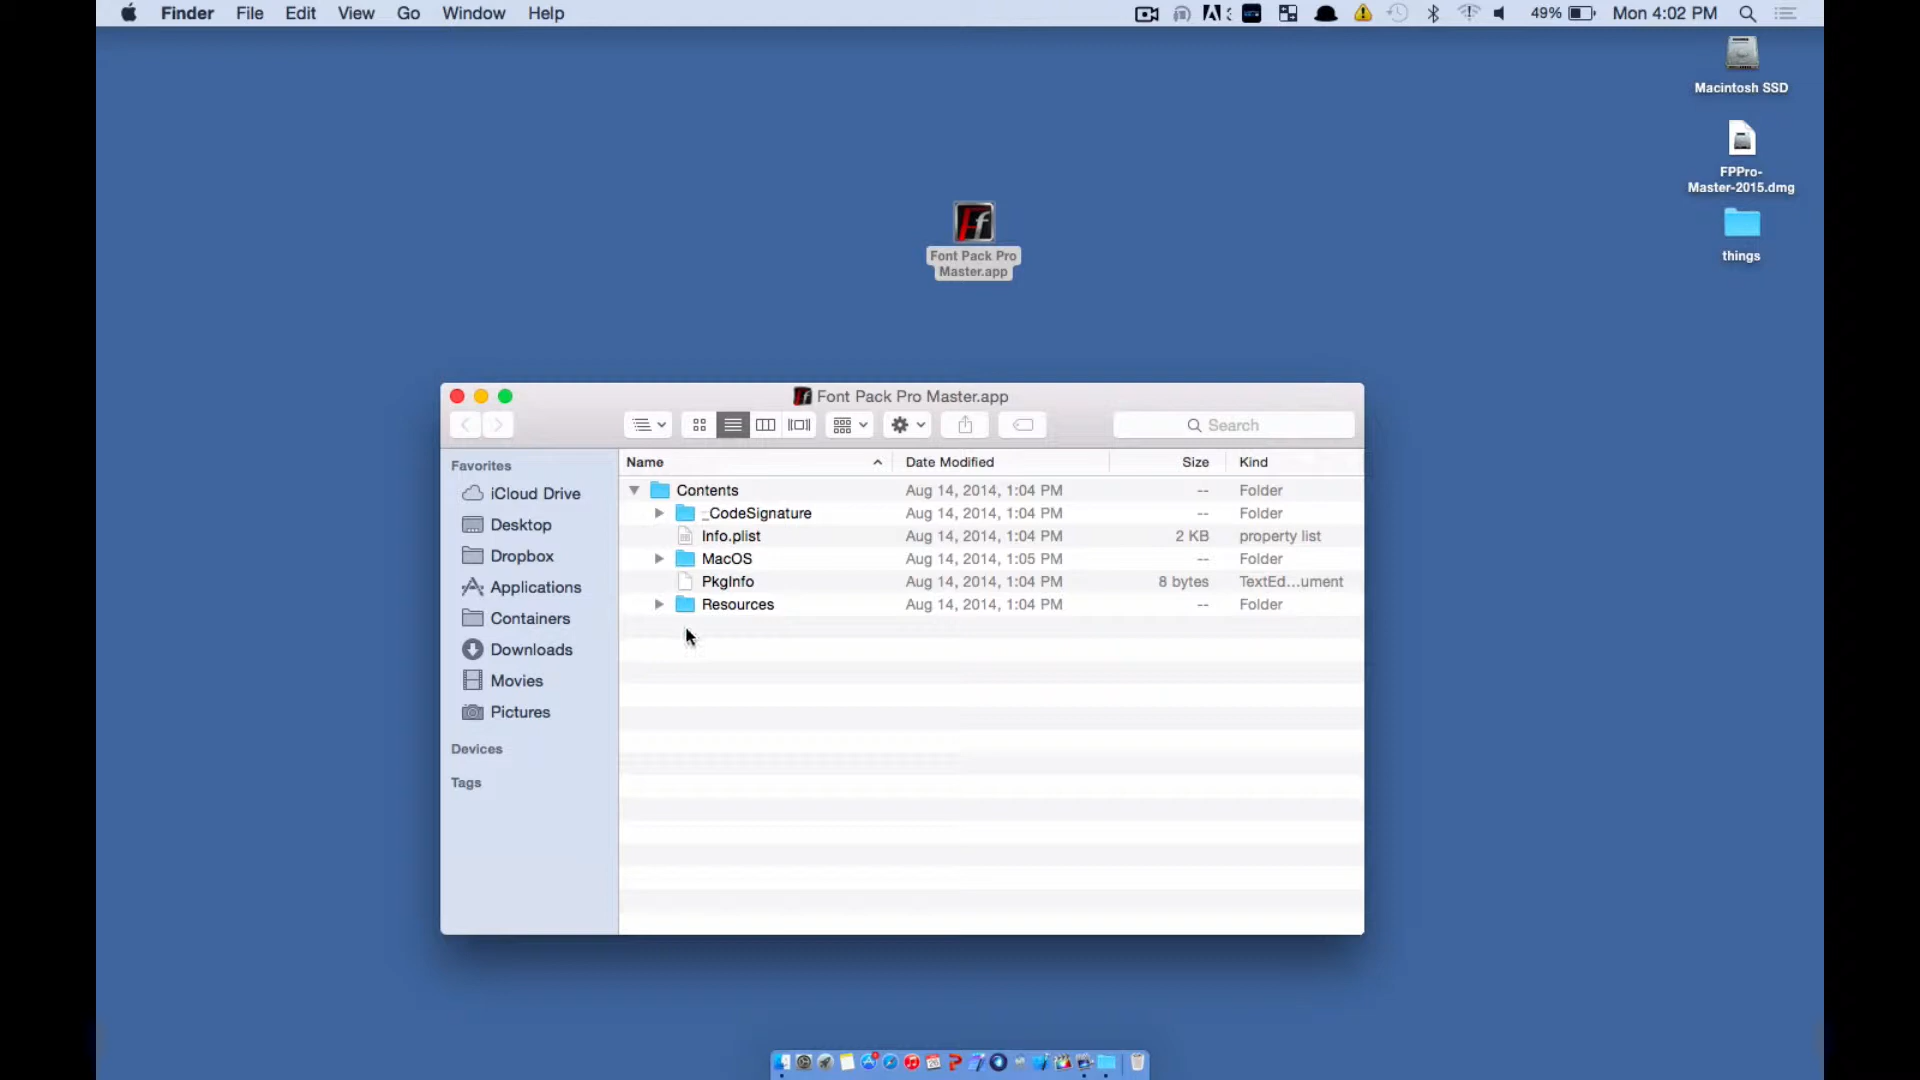 Finder File Edit View Go Window Help 49% Mon 4:02 PM
Macintosh SSD
FPPro-
Master-2015.dmg
things
Font Pack Pro
Master.app
Font Pack Pro Master.app
Search
Favorites
iCloud Drive
Desktop
Dropbox
Applications
Containers
Downloads
Movies
Pictures
Devices
Tags
Name Date Modified Size Kind
Contents Aug 14, 2014, 1:04 PM -- Folder
_CodeSignature Aug 14, 2014, 1:04 PM -- Folder
Info.plist Aug 14, 2014, 1:04 PM 2 KB property list
MacOS Aug 14, 2014, 1:05 PM -- Folder
PkgInfo Aug 14, 2014, 1:04 PM 8 bytes TextEd...ument
Resources Aug 14, 2014, 1:04 PM -- Folder